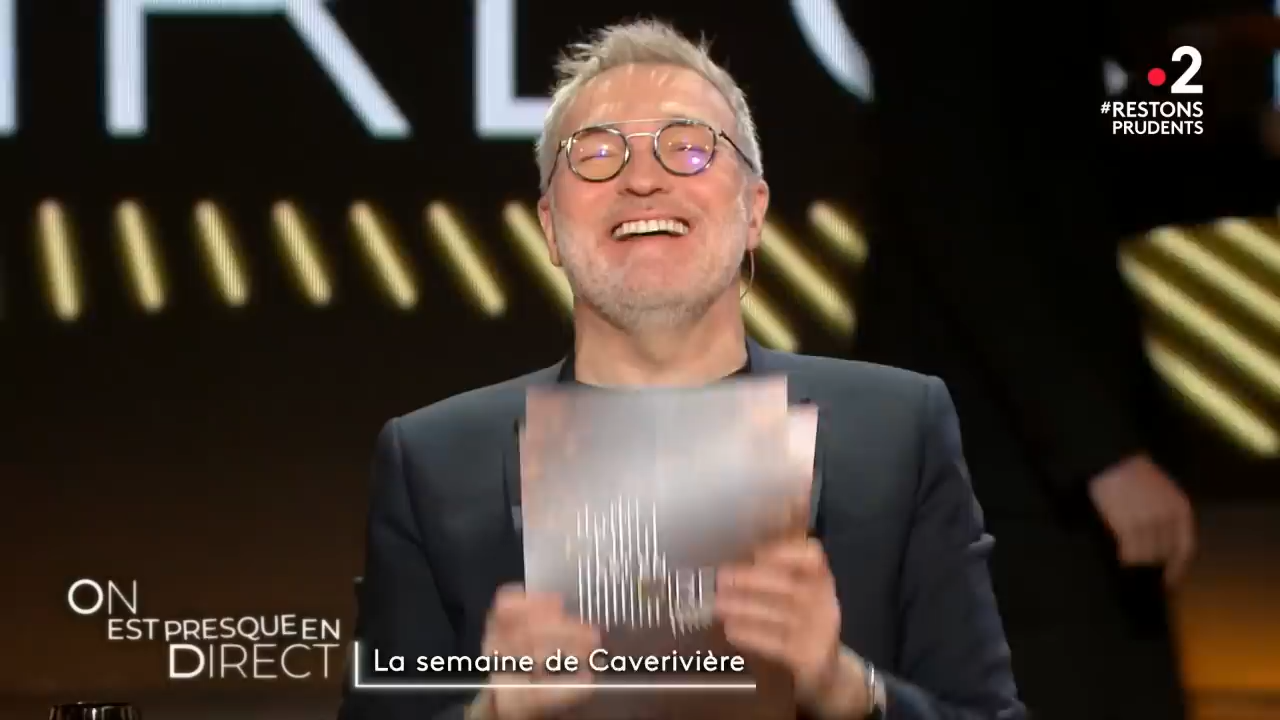 2
#RESTONS
PRUDENTS
ON
EST PRESQUE EN
DIRECT
La semaine de Caverivière